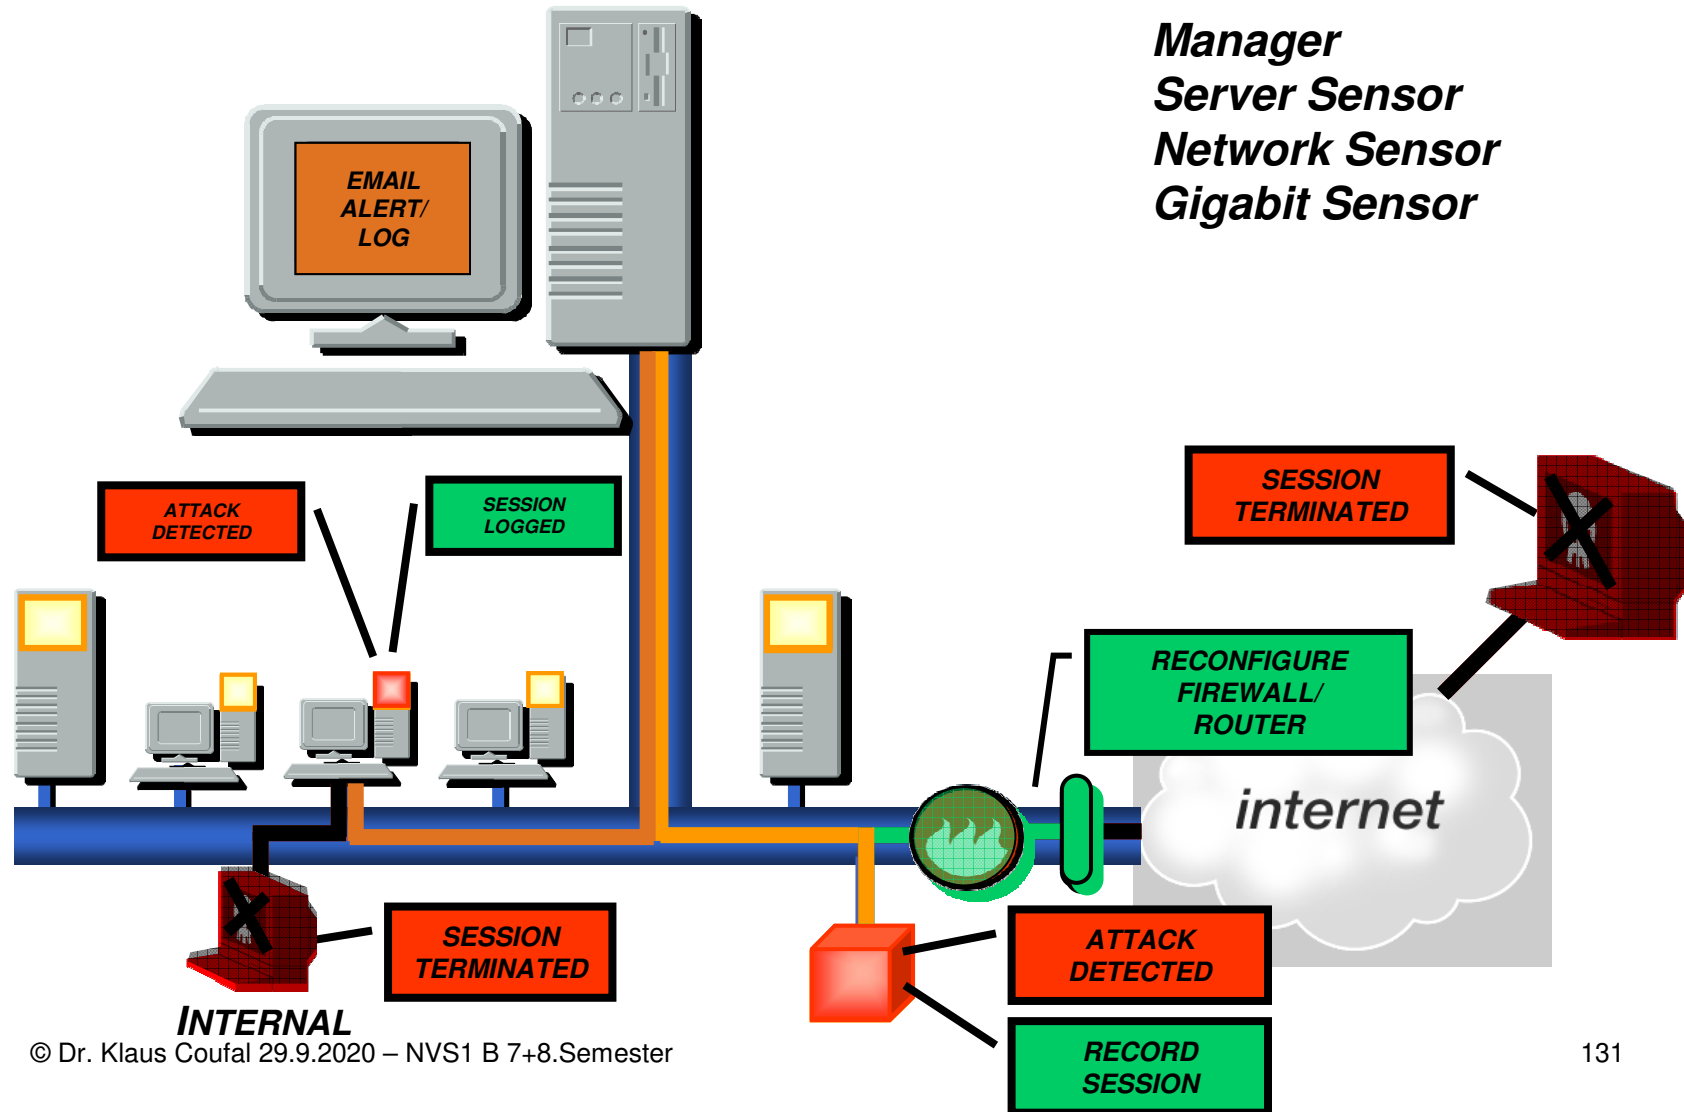 Manager
Server Sensor
Network Sensor
Gigabit Sensor
EMAIL
ALERT/
LOG
ATTACK
DETECTED
SESSION
LOGGED
SESSION
TERMINATED
RECONFIGURE
FIREWALL/
ROUTER
internet
SESSION
TERMINATED
ATTACK
DETECTED
INTERNAL
RECORD
SESSION
© Dr. Klaus Coufal 29.9.2020 – NVS1 B 7+8.Semester
131